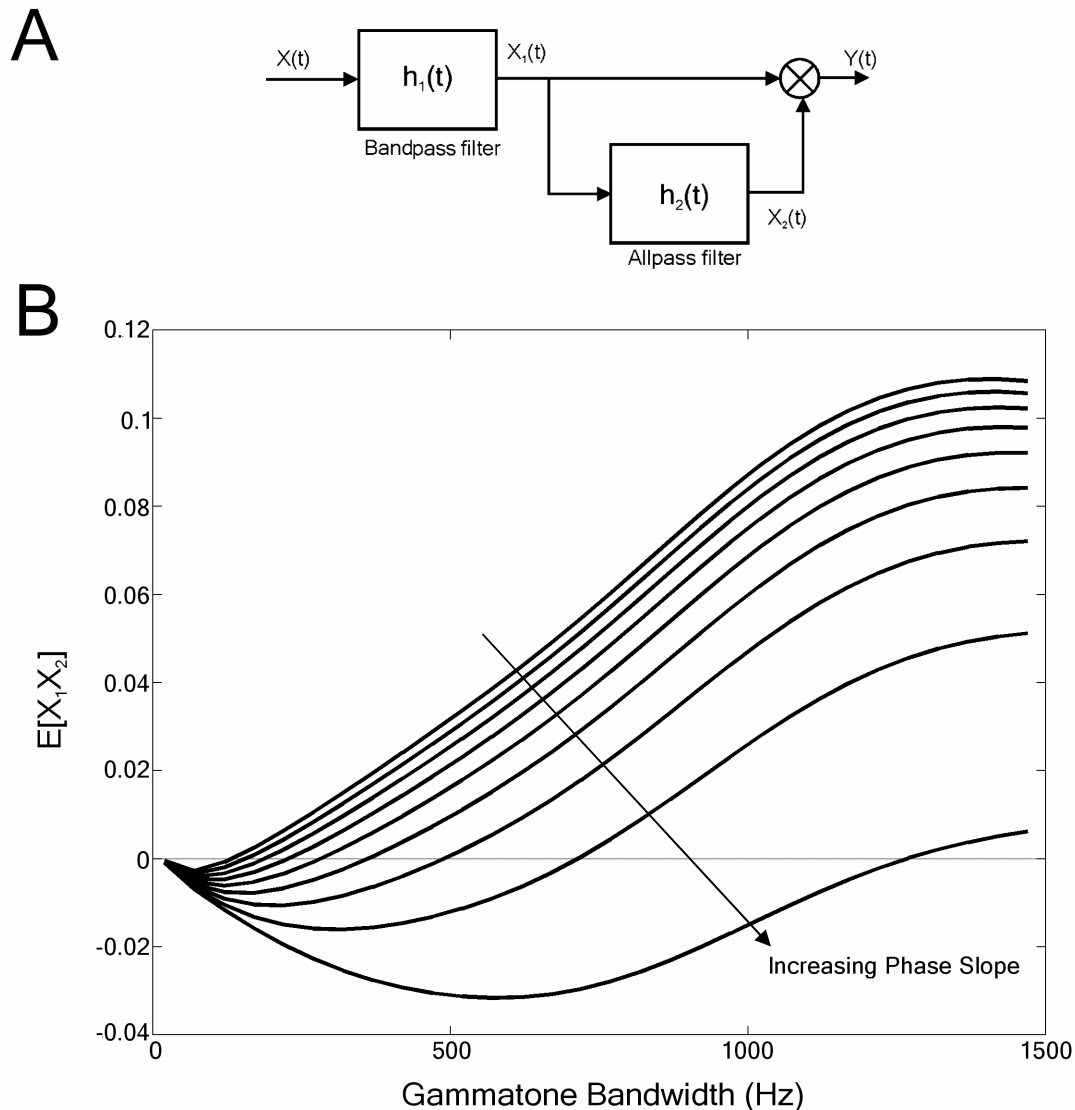 A
X(t)
h₁(t)
Bandpass filter
X₁(t)
Y(t)
h₂(t)
Allpass filter
X₂(t)
B
0.12
0.1
0.08
0.06
0.04
0.02
0
-0.02
-0.04
E[X₁X₂]
Increasing Phase Slope
0
500
1000
1500
Gammatone Bandwidth (Hz)